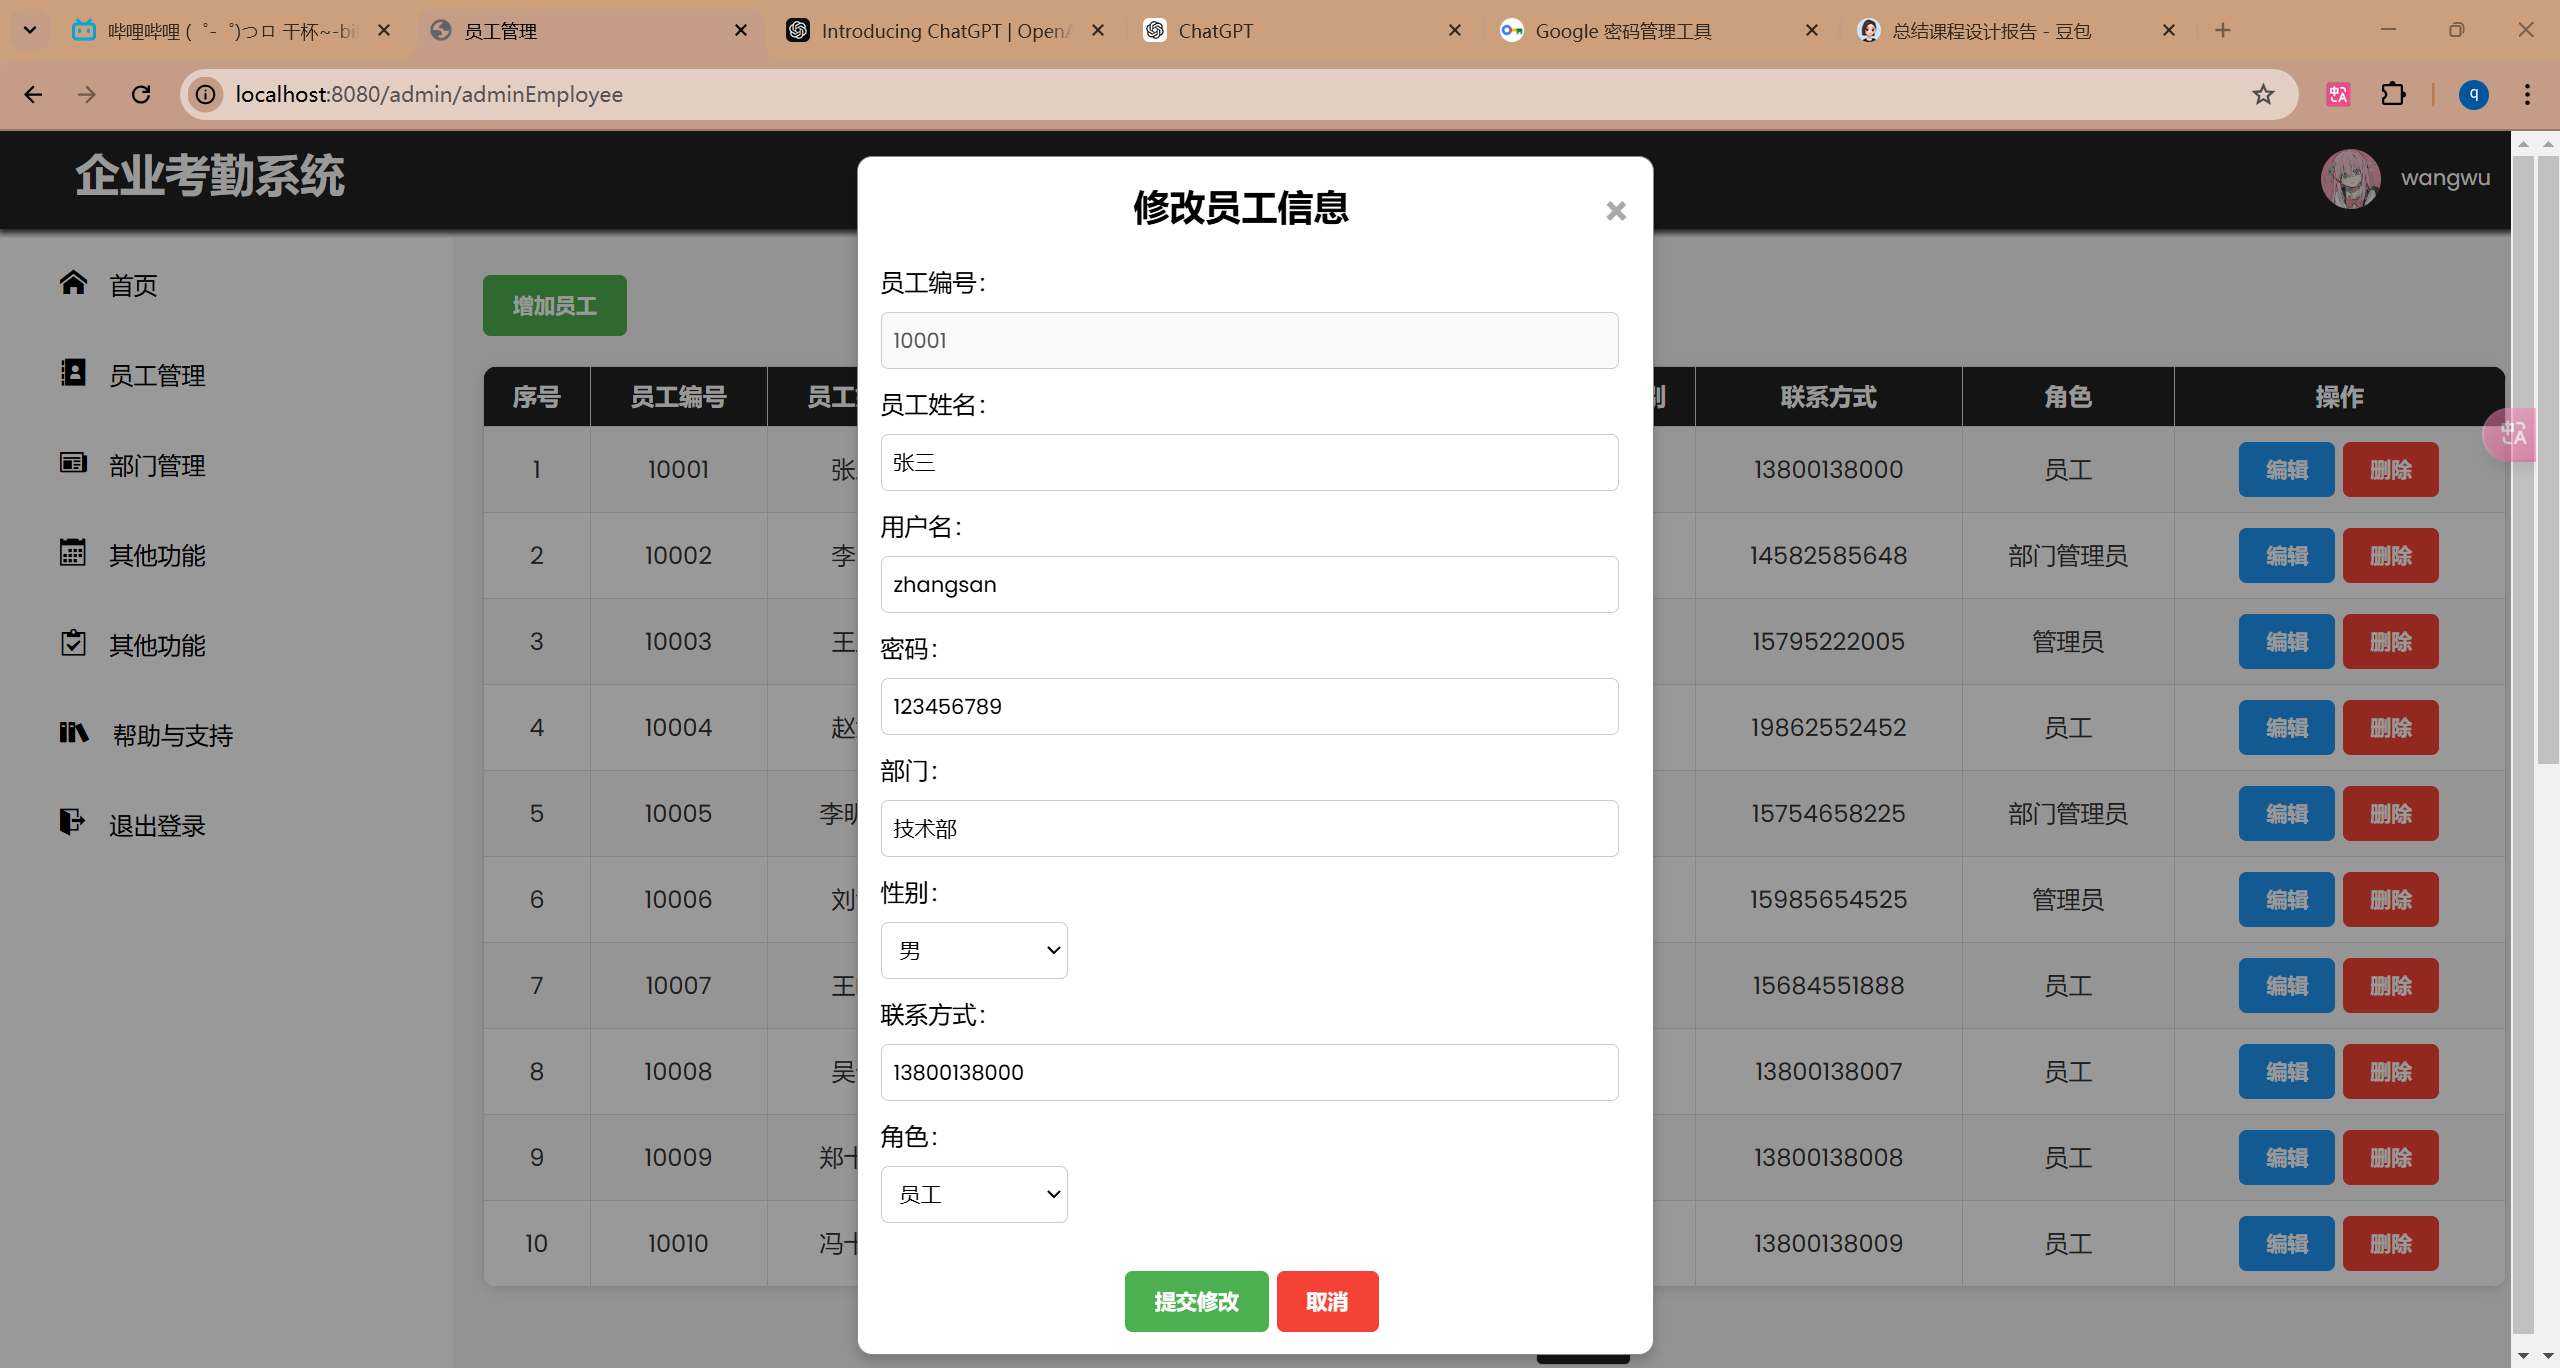 哔哩哔哩 (゜-゜)つロ 干杯~-bi
员工管理
Introducing ChatGPT | OpenA
ChatGPT
Google 密码管理工具
总结课程设计报告 - 豆包
localhost:8080/admin/adminEmployee
中A
q
企业考勤系统
wangwu
首页
员工管理
部门管理
其他功能
其他功能
帮助与支持
退出登录
增加员工
序号 员工编号 员工 别 联系方式 角色 操作
1 10001 张 13800138000 员工 编辑 删除
2 10002 李 14582585648 部门管理员 编辑 删除
3 10003 王 15795222005 管理员 编辑 删除
4 10004 赵 19862552452 员工 编辑 删除
5 10005 李明 15754658225 部门管理员 编辑 删除
6 10006 刘 15985654525 管理员 编辑 删除
7 10007 王 15684551888 员工 编辑 删除
8 10008 吴 13800138007 员工 编辑 删除
9 10009 郑十 13800138008 员工 编辑 删除
10 10010 冯十 13800138009 员工 编辑 删除
中A
修改员工信息
×
员工编号：
10001
员工姓名：
张三
用户名：
zhangsan
密码：
123456789
部门：
技术部
性别：
男
联系方式：
13800138000
角色：
员工
提交修改 取消